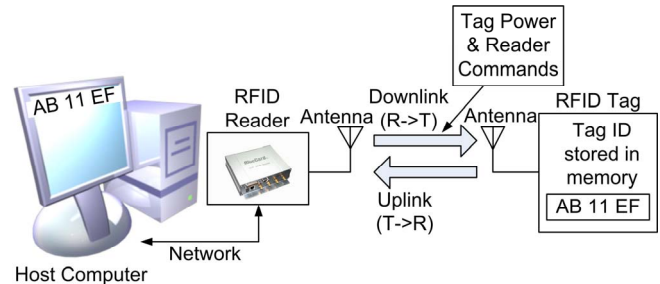 Tag Power
& Reader
Commands
AB 11 EF
RFID
Reader
Antenna
Downlink
(R->T)
Antenna
RFID Tag
Tag ID
stored in
memory
AB 11 EF
Uplink
(T->R)
Network
Host Computer